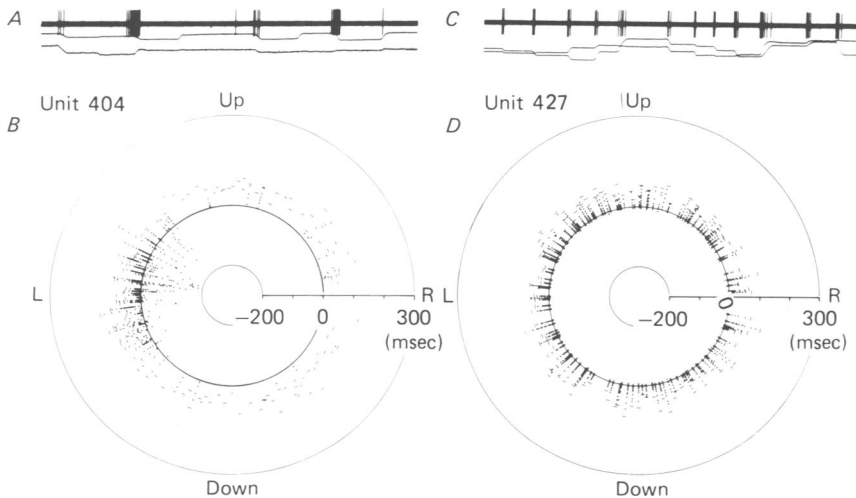 A
C
Unit 404
Up
Unit 427
Up
B
D
L
R
L
R
−200
0
300
−200
0
300
(msec)
(msec)
Down
Down